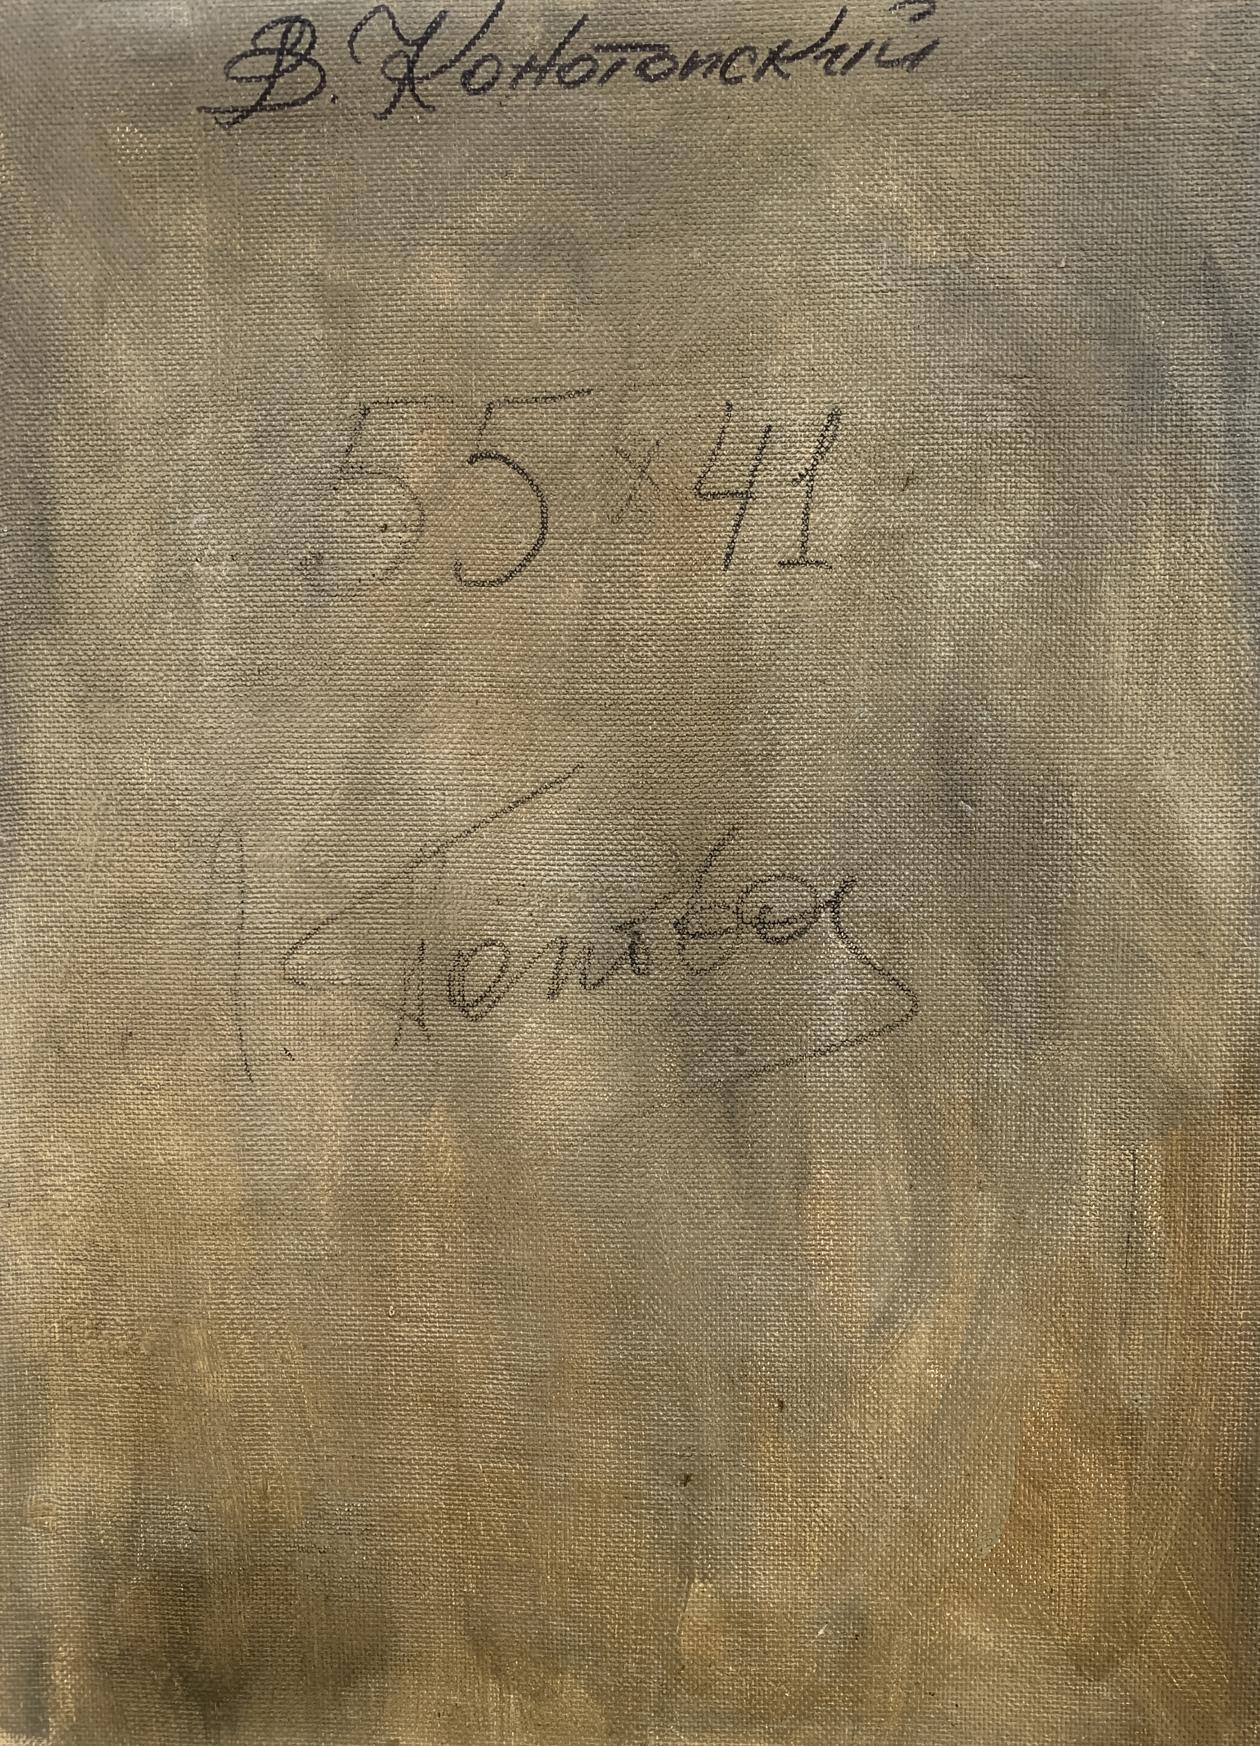 В. Конотопский
55 x 41